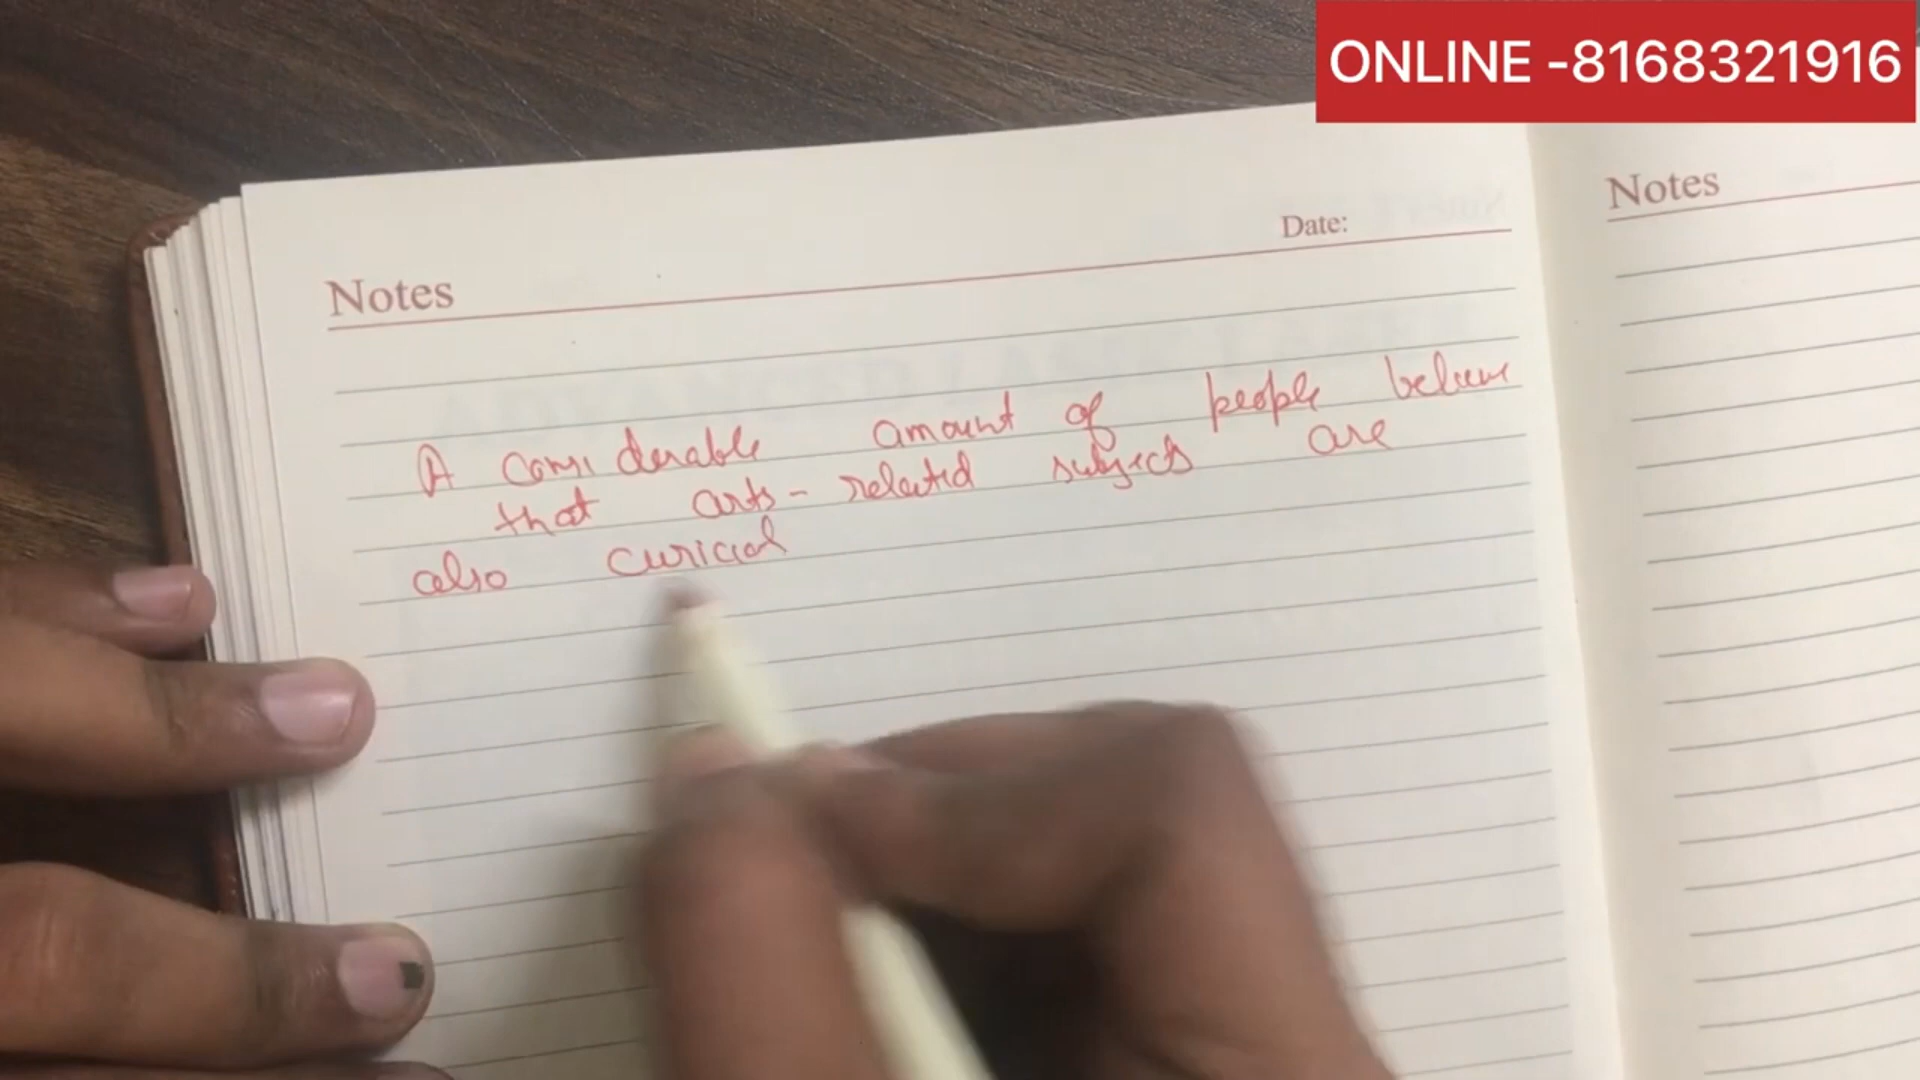 ONLINE -8168321916
Notes
Date:
Notes
A considerable amount of people believe
that arts-related subjects are
also curicial